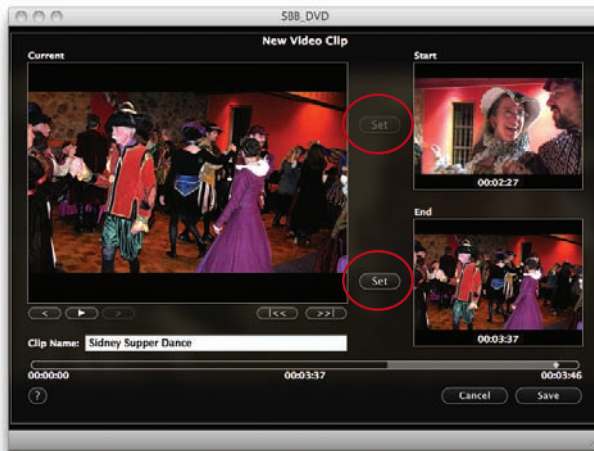 SBB_DVD
New Video Clip
Current
Start
Set
00:02:27
End
Set
00:03:37
<
>
|<<
>>|
Clip Name: Sidney Supper Dance
00:00:00
00:03:37
00:03:46
?
Cancel
Save